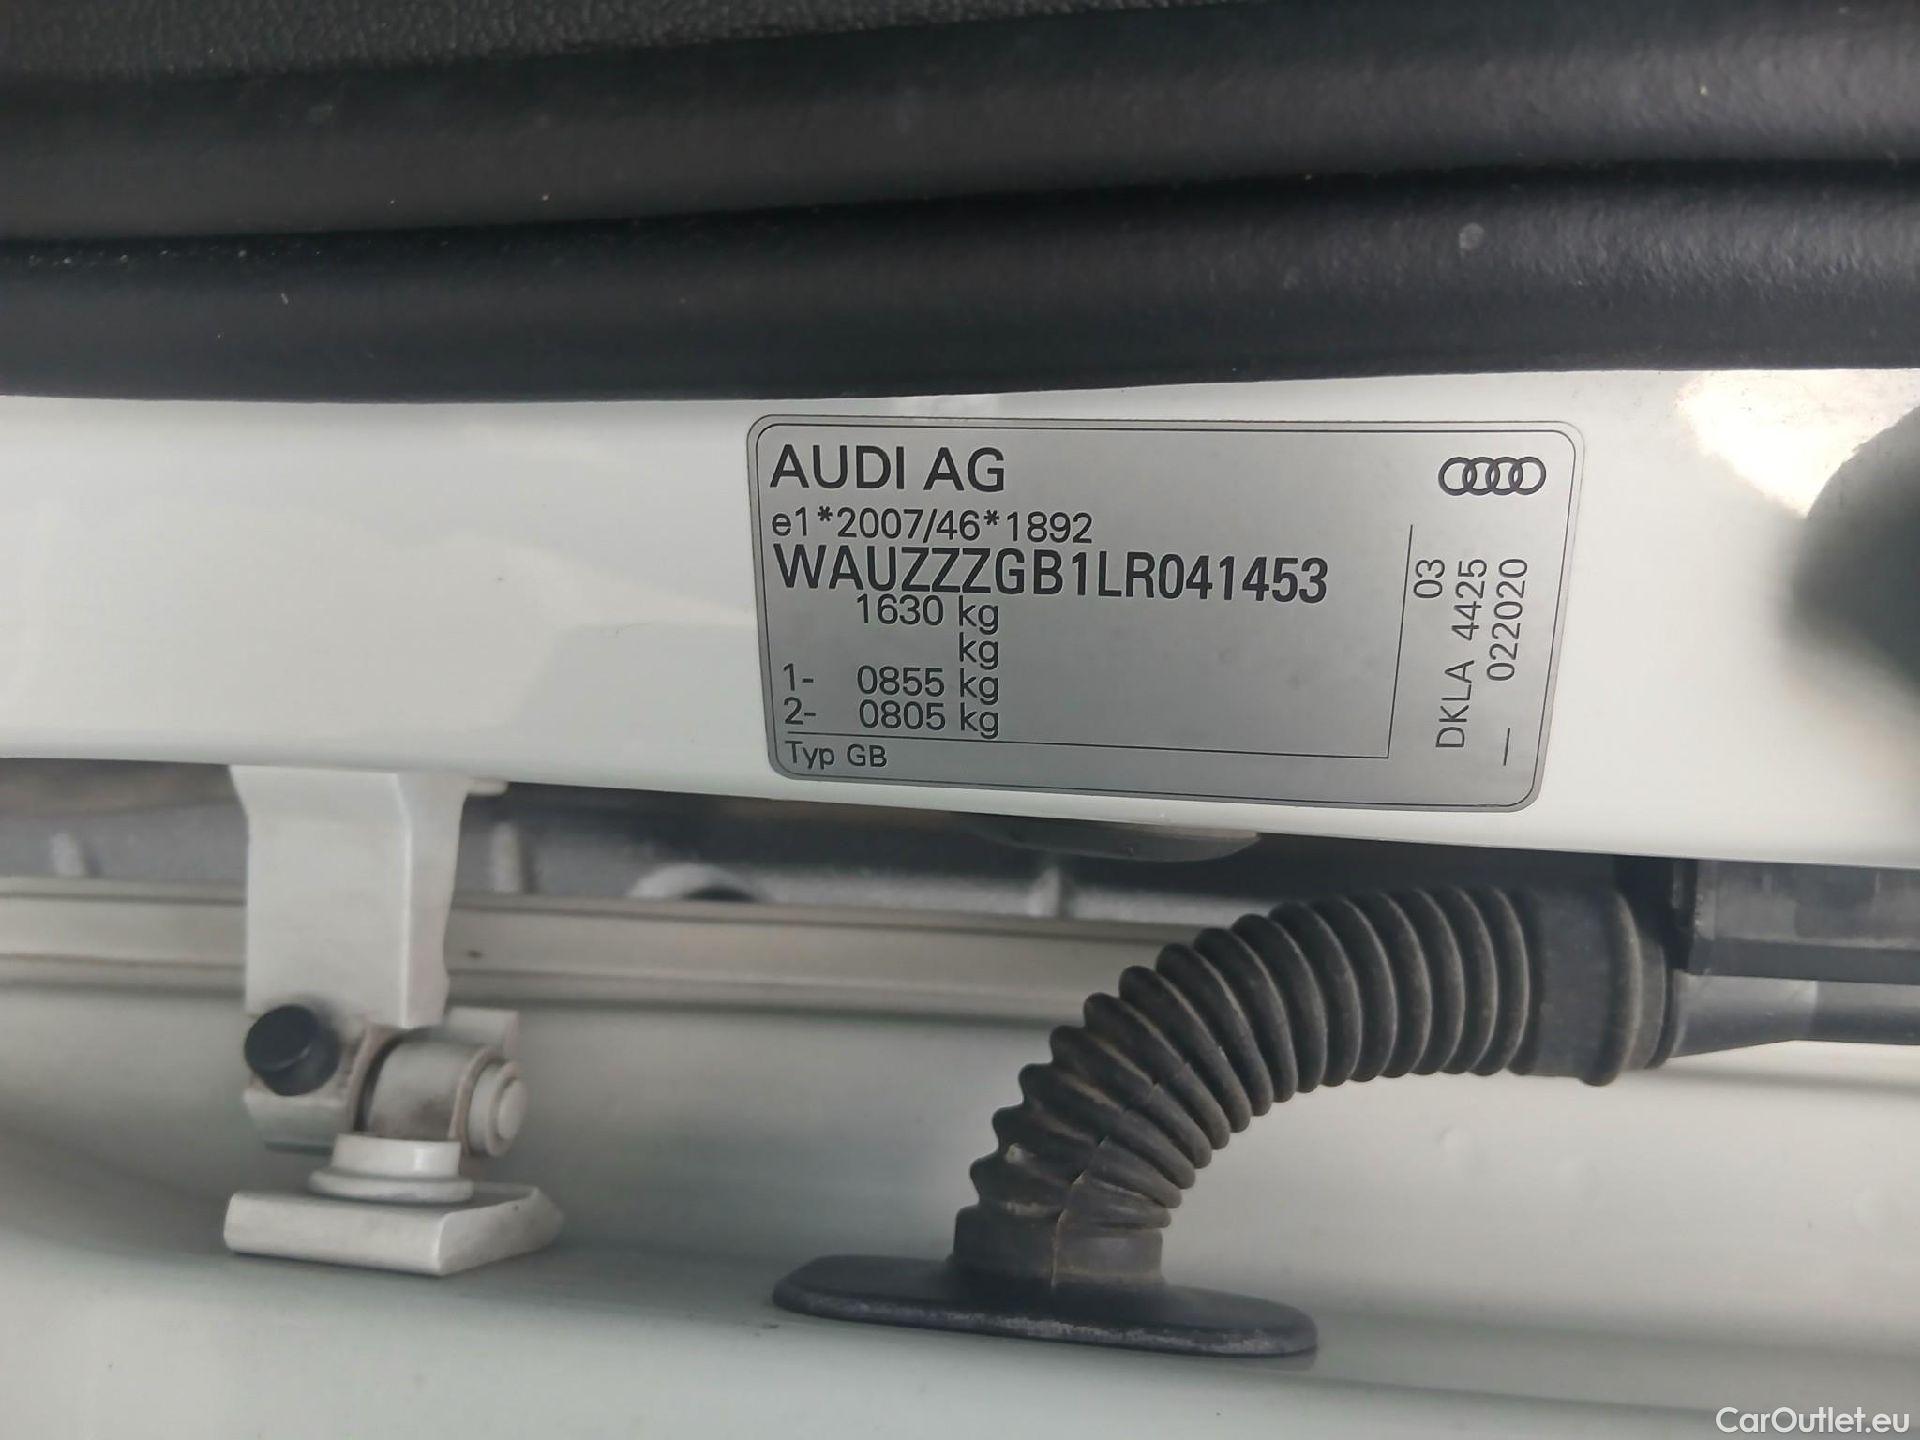 AUDI AG
e1*2007/46*1892
WAUZZZGB1LR041453
1630 kg
kg
1- 0855 kg
2- 0805 kg
Typ GB
03
DKLA 4425
— 022020
CarOutlet.eu